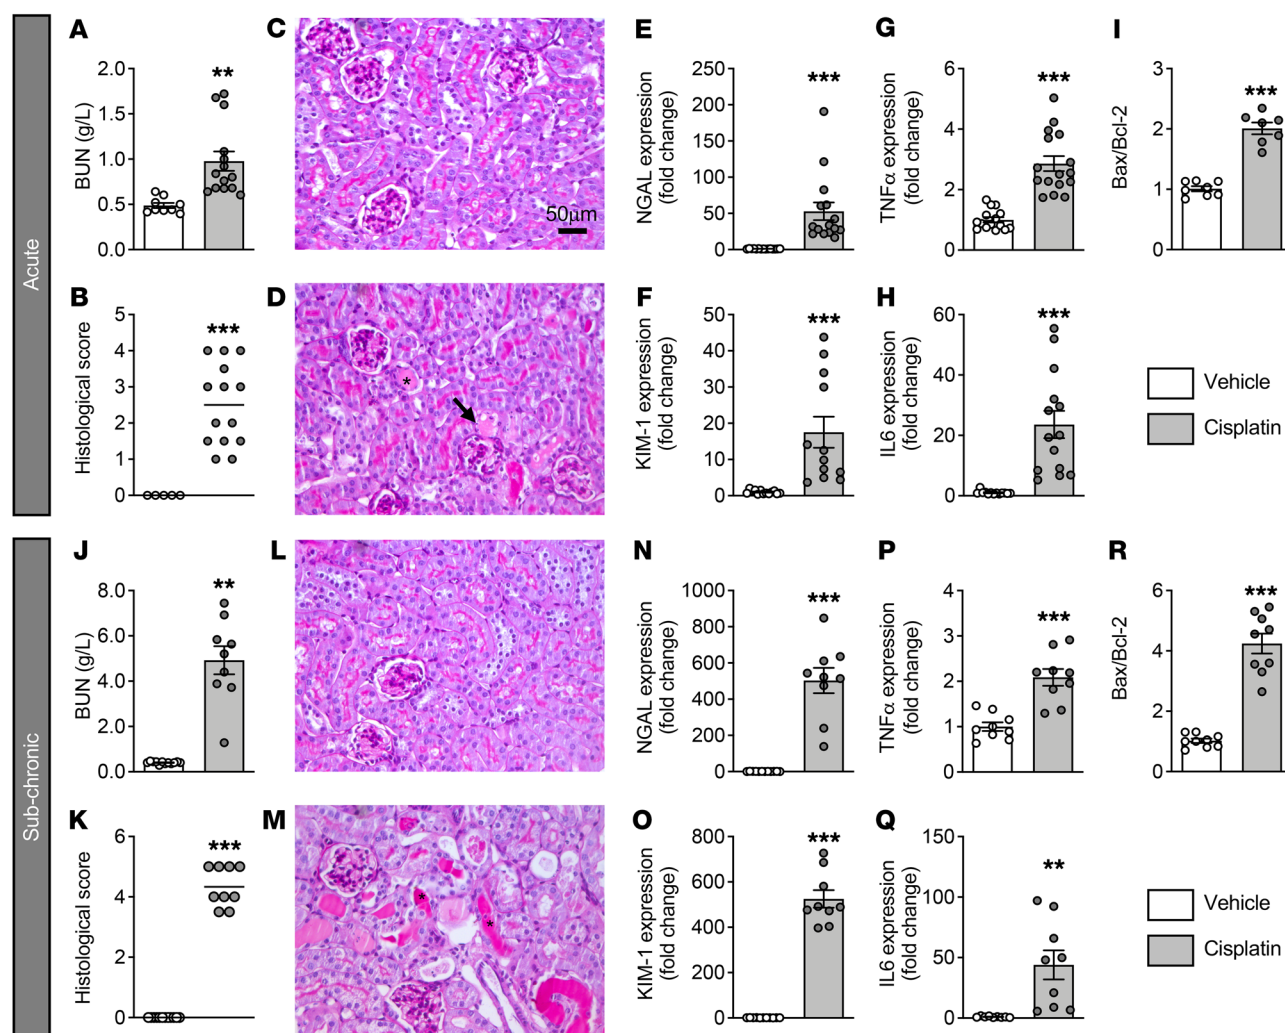 Acute
A
BUN (g/L)
2.0
1.5
1.0
0.5
0.0
**
C
50μm
E
NGAL expression
(fold change)
250
200
150
100
50
0
***
G
TNFα expression
(fold change)
6
4
2
0
***
I
Bax/Bcl-2
3
2
1
0
***
B
Histological score
5
4
3
2
1
0
***
D
*
F
KIM-1 expression
(fold change)
50
40
30
20
10
0
***
H
IL6 expression
(fold change)
60
40
20
0
***
Vehicle
Cisplatin
Sub-chronic
J
BUN (g/L)
8.0
6.0
4.0
2.0
0.0
**
L
N
NGAL expression
(fold change)
1000
800
600
400
200
0
***
P
TNFα expression
(fold change)
4
3
2
1
0
***
R
Bax/Bcl-2
6
4
2
0
***
K
Histological score
6
4
2
0
***
M
*
*
O
KIM-1 expression
(fold change)
800
600
400
200
0
***
Q
IL6 expression
(fold change)
150
100
50
0
**
Vehicle
Cisplatin